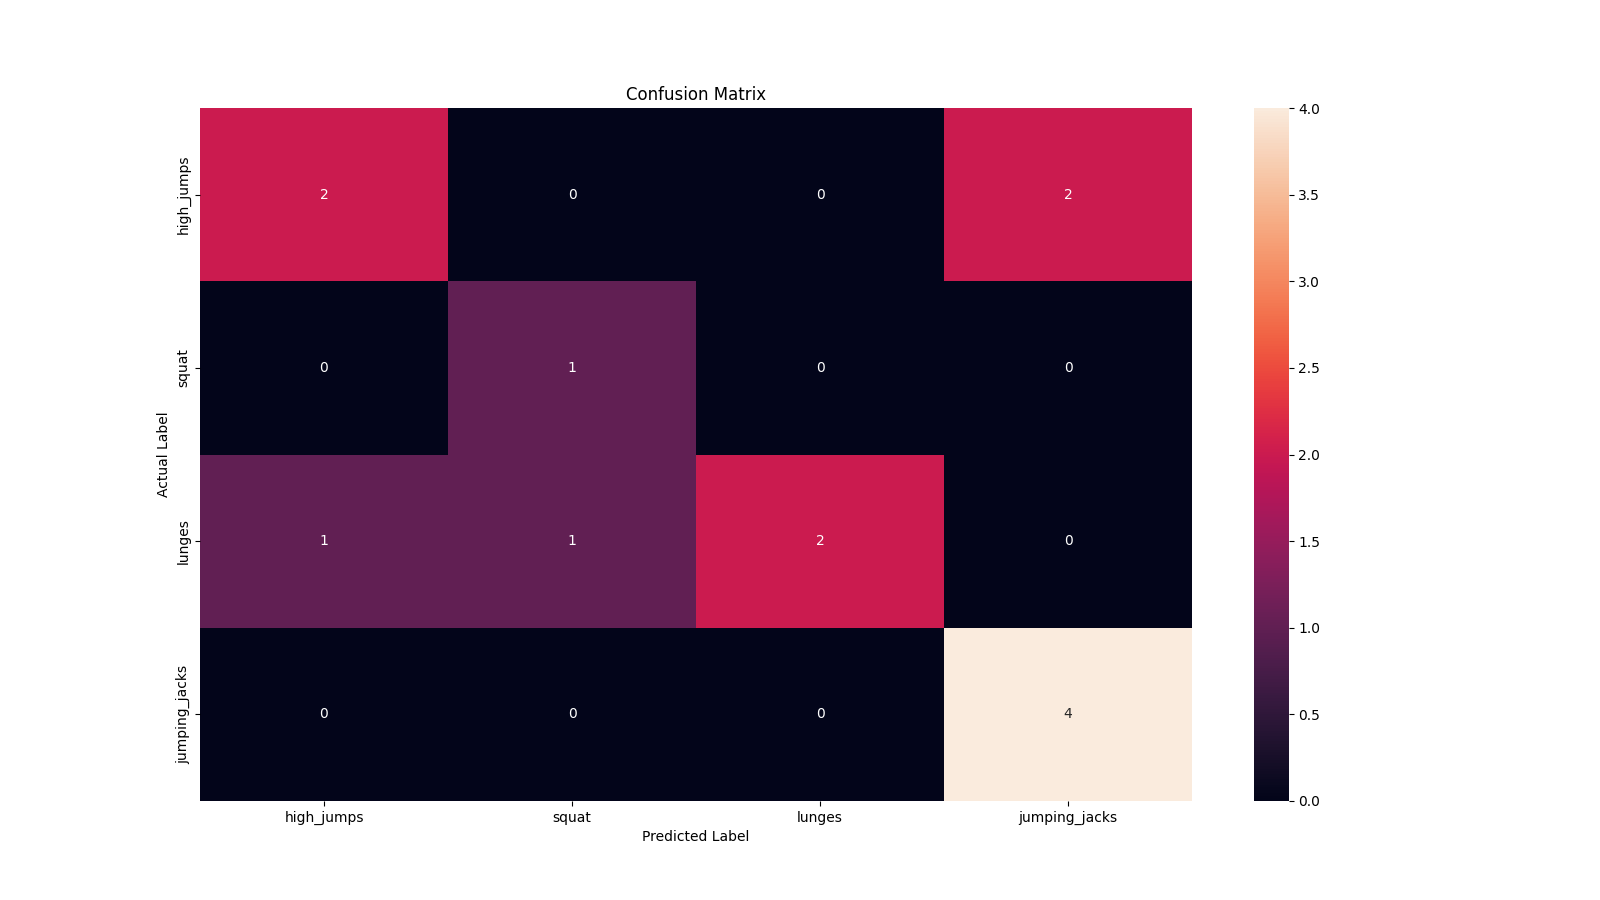 Confusion Matrix
high_jumps
2 0 0 2
squat
0 1 0 0
lunges
1 1 2 0
jumping_jacks
0 0 0 4
Actual Label
high_jumps squat lunges jumping_jacks
Predicted Label
4.0
3.5
3.0
2.5
2.0
1.5
1.0
0.5
0.0